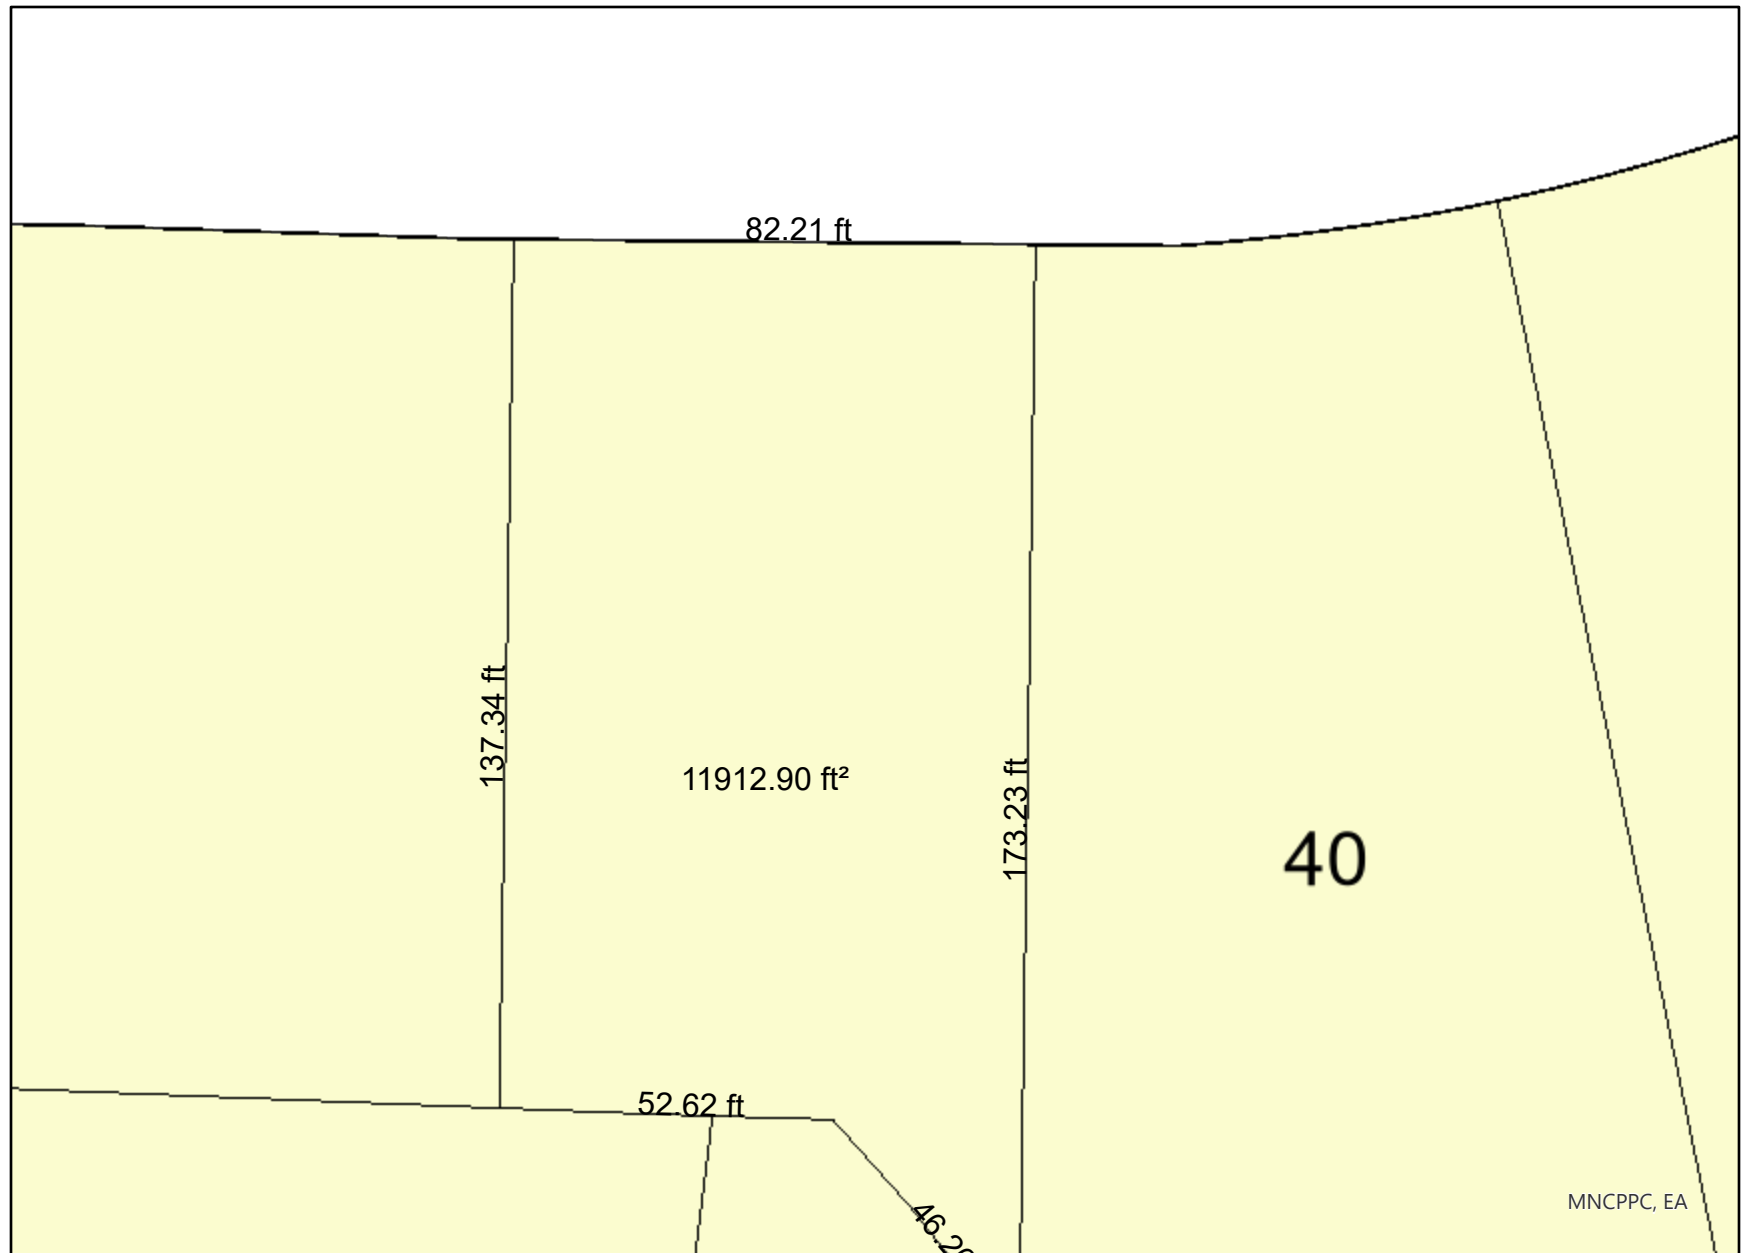 82.21 ft
137.34 ft
11912.90 ft²
173.23 ft
40
52.62 ft
MNCPPC, EA